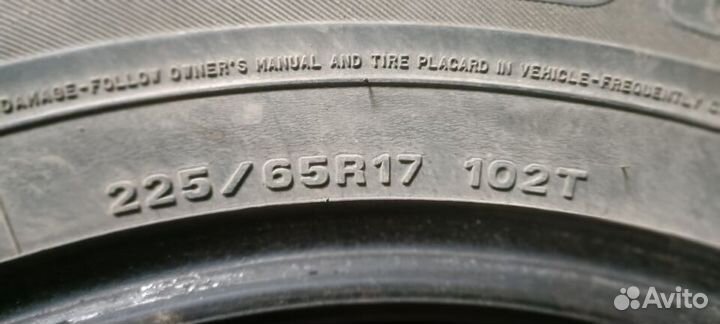 DAMAGE-FOLLOW OWNER'S MANUAL AND TIRE PLACARD IN VEHICLE-FREQUENTLY
225/65R17 102T
Avito